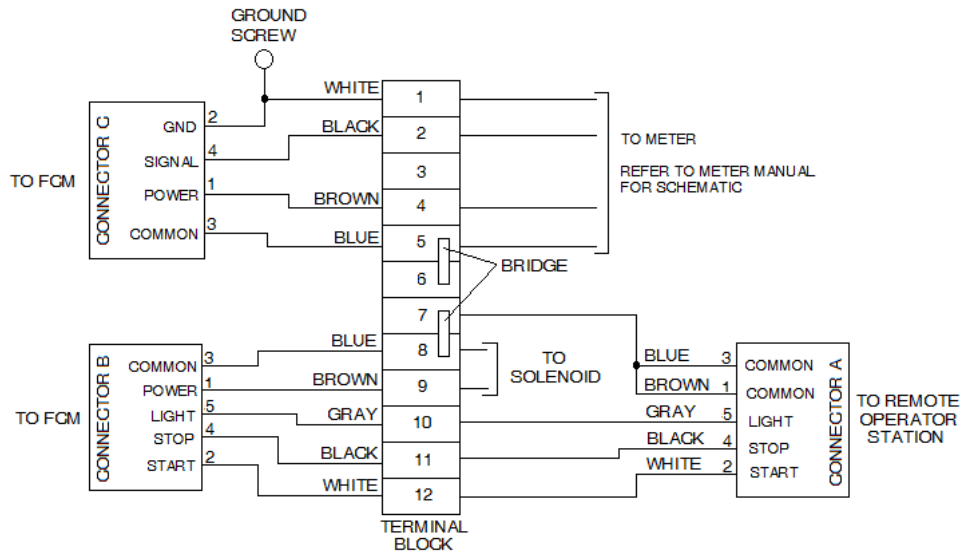 GROUND
SCREW
WHITE
1
BLACK
2
3
BROWN
4
BLUE
5
6
7
BLUE
8
BROWN
9
GRAY
10
BLACK
11
WHITE
12
TERMINAL
BLOCK
TO FCM
CONNECTOR C
GND 2
SIGNAL 4
POWER 1
COMMON 3
TO METER
REFER TO METER MANUAL
FOR SCHEMATIC
BRIDGE
TO FCM
CONNECTOR B
COMMON 3
POWER 1
LIGHT 5
STOP 4
START 2
TO
SOLENOID
BLUE 3 COMMON
BROWN 1 COMMON
GRAY 5 LIGHT
BLACK 4 STOP
WHITE 2 START
CONNECTOR A
TO REMOTE
OPERATOR
STATION